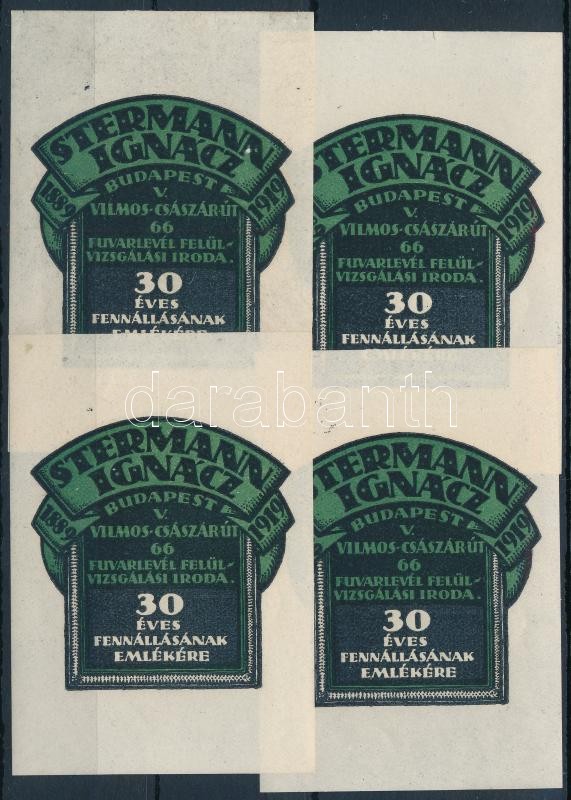 STERMANN
IGNÁCZ
1889 BUDAPEST 1919
V.
VILMOS-CSÁSZÁR-ÚT
66
FUVARLEVÉL FELÜL-
VIZSGÁLÁSI IRODA.
30
ÉVES
FENNÁLLÁSÁNAK
EMLÉKÉRE
STERMANN
IGNÁCZ
BUDAPEST 1919
V.
VILMOS-CSÁSZÁR-ÚT
66
FUVARLEVÉL FELÜL-
VIZSGÁLÁSI IRODA.
30
ÉVES
FENNÁLLÁSÁNAK
darabanth
STERMANN
IGNÁCZ
1889 BUDAPEST 1919
V.
VILMOS-CSÁSZÁR-ÚT
66
FUVARLEVÉL FELÜL-
VIZSGÁLÁSI IRODA.
30
ÉVES
FENNÁLLÁSÁNAK
EMLÉKÉRE
STERMANN
IGNÁCZ
BUDAPEST 1919
V.
VILMOS-CSÁSZÁR-ÚT
66
FUVARLEVÉL FELÜL-
VIZSGÁLÁSI IRODA.
30
ÉVES
FENNÁLLÁSÁNAK
EMLÉKÉRE